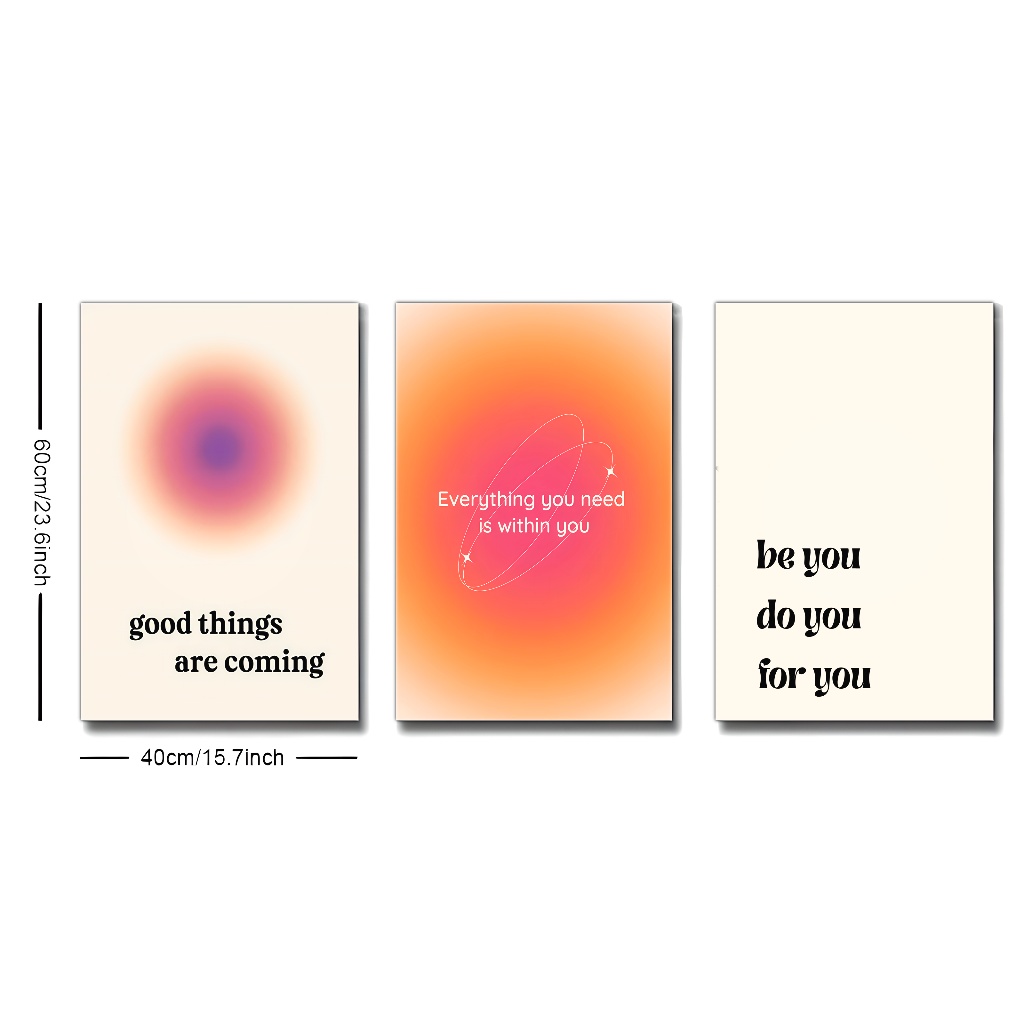 60cm/23.6inch
good things
are coming
Everything you need
is within you
be you
do you
for you
40cm/15.7inch